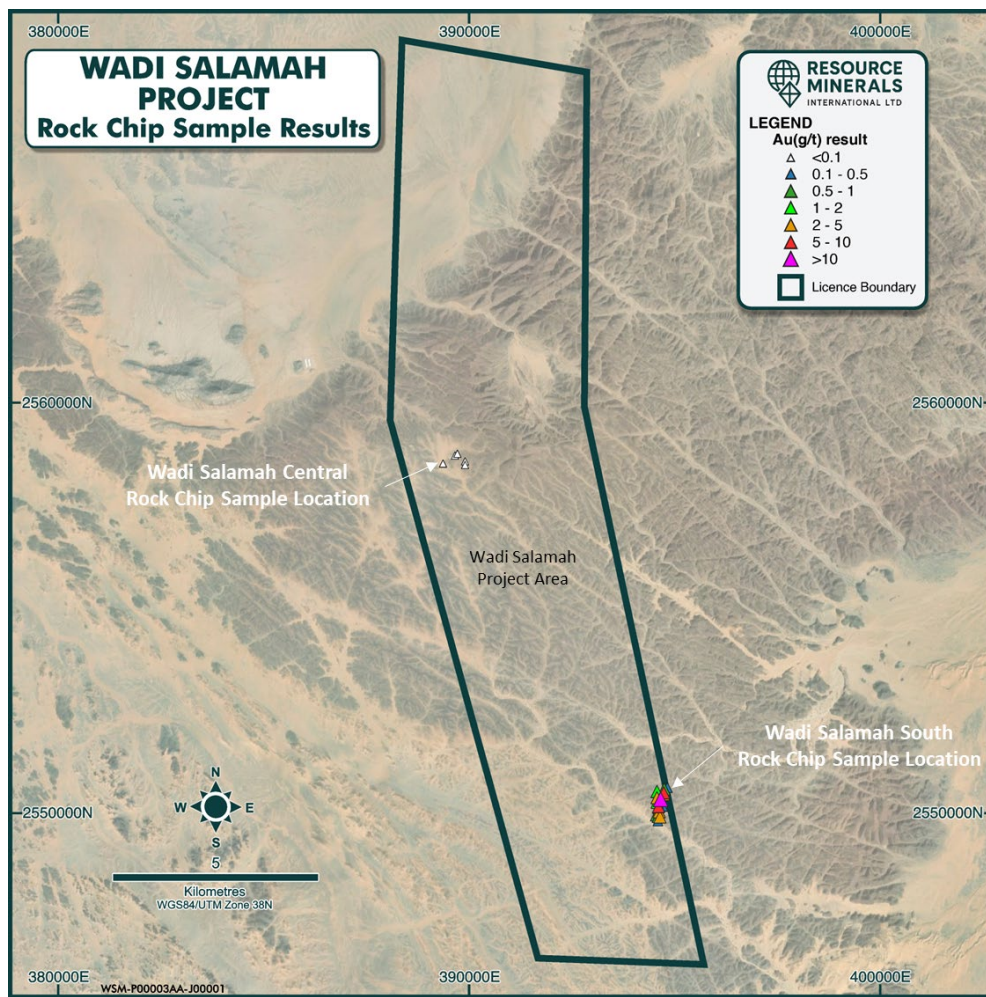 380000E
390000E
400000E
WADI SALAMAH
PROJECT
Rock Chip Sample Results
RESOURCE
MINERALS
INTERNATIONAL LTD
LEGEND
Au(g/t) result
<0.1
0.1 - 0.5
0.5 - 1
1 - 2
2 - 5
5 - 10
>10
Licence Boundary
2560000N
2560000N
Wadi Salamah Central
Rock Chip Sample Location
Wadi Salamah
Project Area
Wadi Salamah South
Rock Chip Sample Location
N
W E
S
2550000N
2550000N
5
Kilometres
WGS84/UTM Zone 38N
380000E
WSM-P00003AA-J00001
390000E
400000E